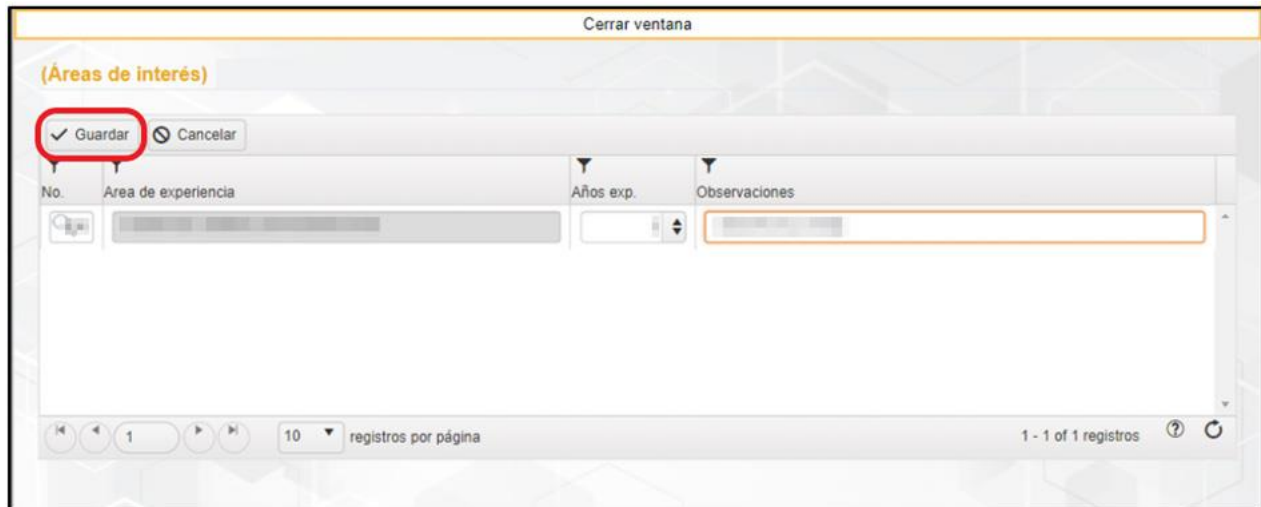 Cerrar ventana
(Áreas de interés)
Guardar Cancelar
No. Area de experiencia Años exp. Observaciones
1 10 registros por página 1 - 1 of 1 registros